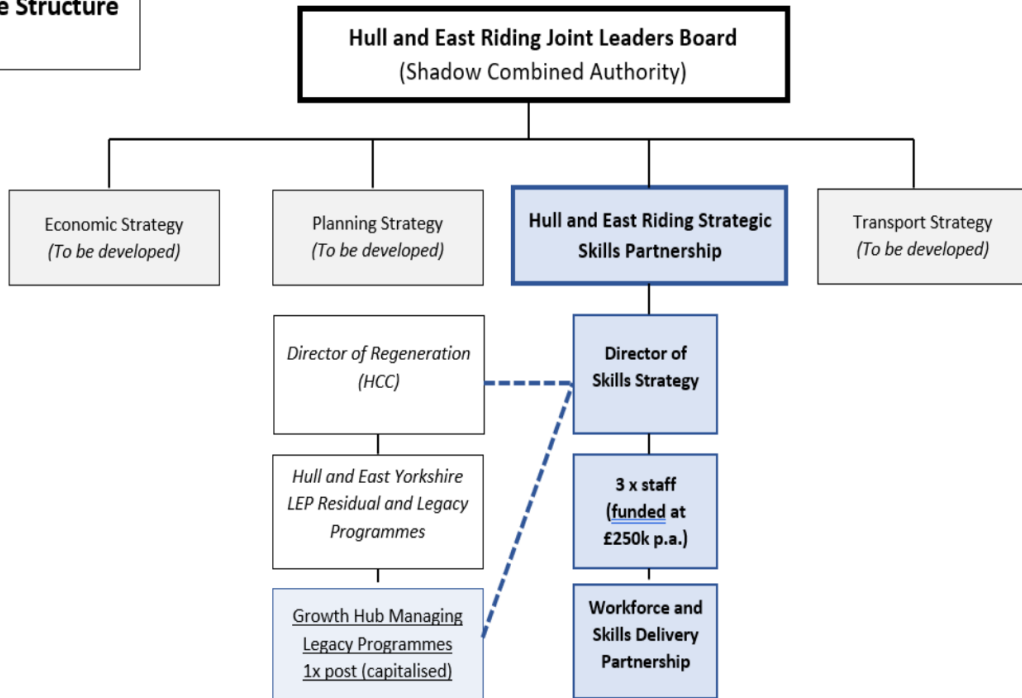 e Structure
Hull and East Riding Joint Leaders Board
(Shadow Combined Authority)
Economic Strategy
(To be developed)
Planning Strategy
(To be developed)
Hull and East Riding Strategic
Skills Partnership
Transport Strategy
(To be developed)
Director of Regeneration
(HCC)
Director of
Skills Strategy
Hull and East Yorkshire
LEP Residual and Legacy
Programmes
3 x staff
(funded at
£250k p.a.)
Growth Hub Managing
Legacy Programmes
1x post (capitalised)
Workforce and
Skills Delivery
Partnership